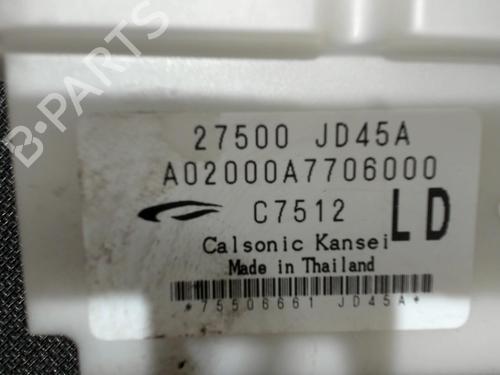 27500 JD45A
A02000A7706000
C7512 LD
Calsonic Kansei
Made in Thailand
*75506661 JD45A*
B-PARTS